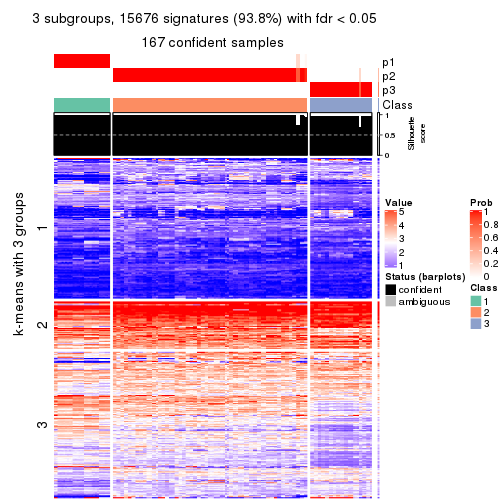 3 subgroups, 15676 signatures (93.8%) with fdr < 0.05
167 confident samples
p1
p2
p3
Class
1
0.5
0
Silhouette
score
k-means with 3 groups
1
2
3
Value
5
4
3
2
1
Status (barplots)
confident
ambiguous
Prob
1
0.8
0.6
0.4
0.2
0
Class
1
2
3